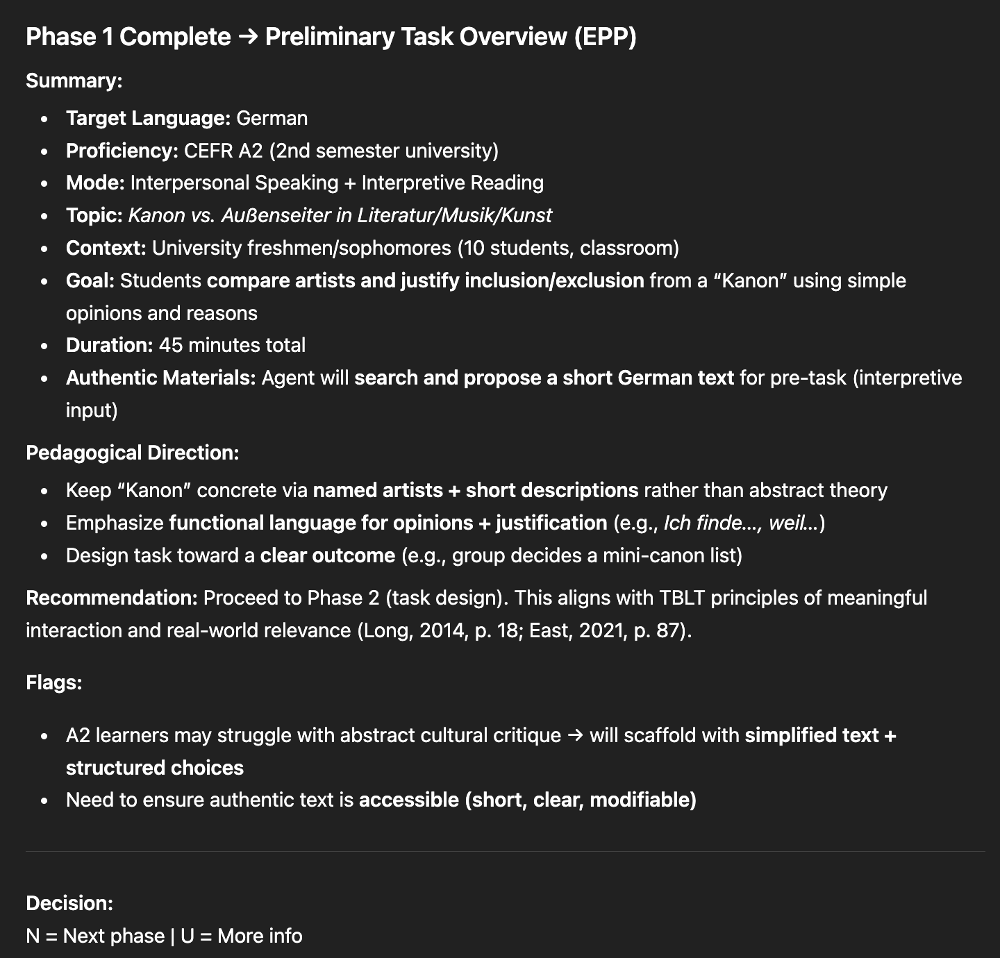 Phase 1 Complete → Preliminary Task Overview (EPP)
Summary:
• Target Language: German
• Proficiency: CEFR A2 (2nd semester university)
• Mode: Interpersonal Speaking + Interpretive Reading
• Topic: Kanon vs. Außenseiter in Literatur/Musik/Kunst
• Context: University freshmen/sophomores (10 students, classroom)
• Goal: Students compare artists and justify inclusion/exclusion from a “Kanon” using simple
opinions and reasons
• Duration: 45 minutes total
• Authentic Materials: Agent will search and propose a short German text for pre-task (interpretive
input)
Pedagogical Direction:
• Keep “Kanon” concrete via named artists + short descriptions rather than abstract theory
• Emphasize functional language for opinions + justification (e.g., Ich finde…, weil…)
• Design task toward a clear outcome (e.g., group decides a mini-canon list)
Recommendation: Proceed to Phase 2 (task design). This aligns with TBLT principles of meaningful
interaction and real-world relevance (Long, 2014, p. 18; East, 2021, p. 87).
Flags:
• A2 learners may struggle with abstract cultural critique → will scaffold with simplified text +
structured choices
• Need to ensure authentic text is accessible (short, clear, modifiable)
Decision:
N = Next phase | U = More info